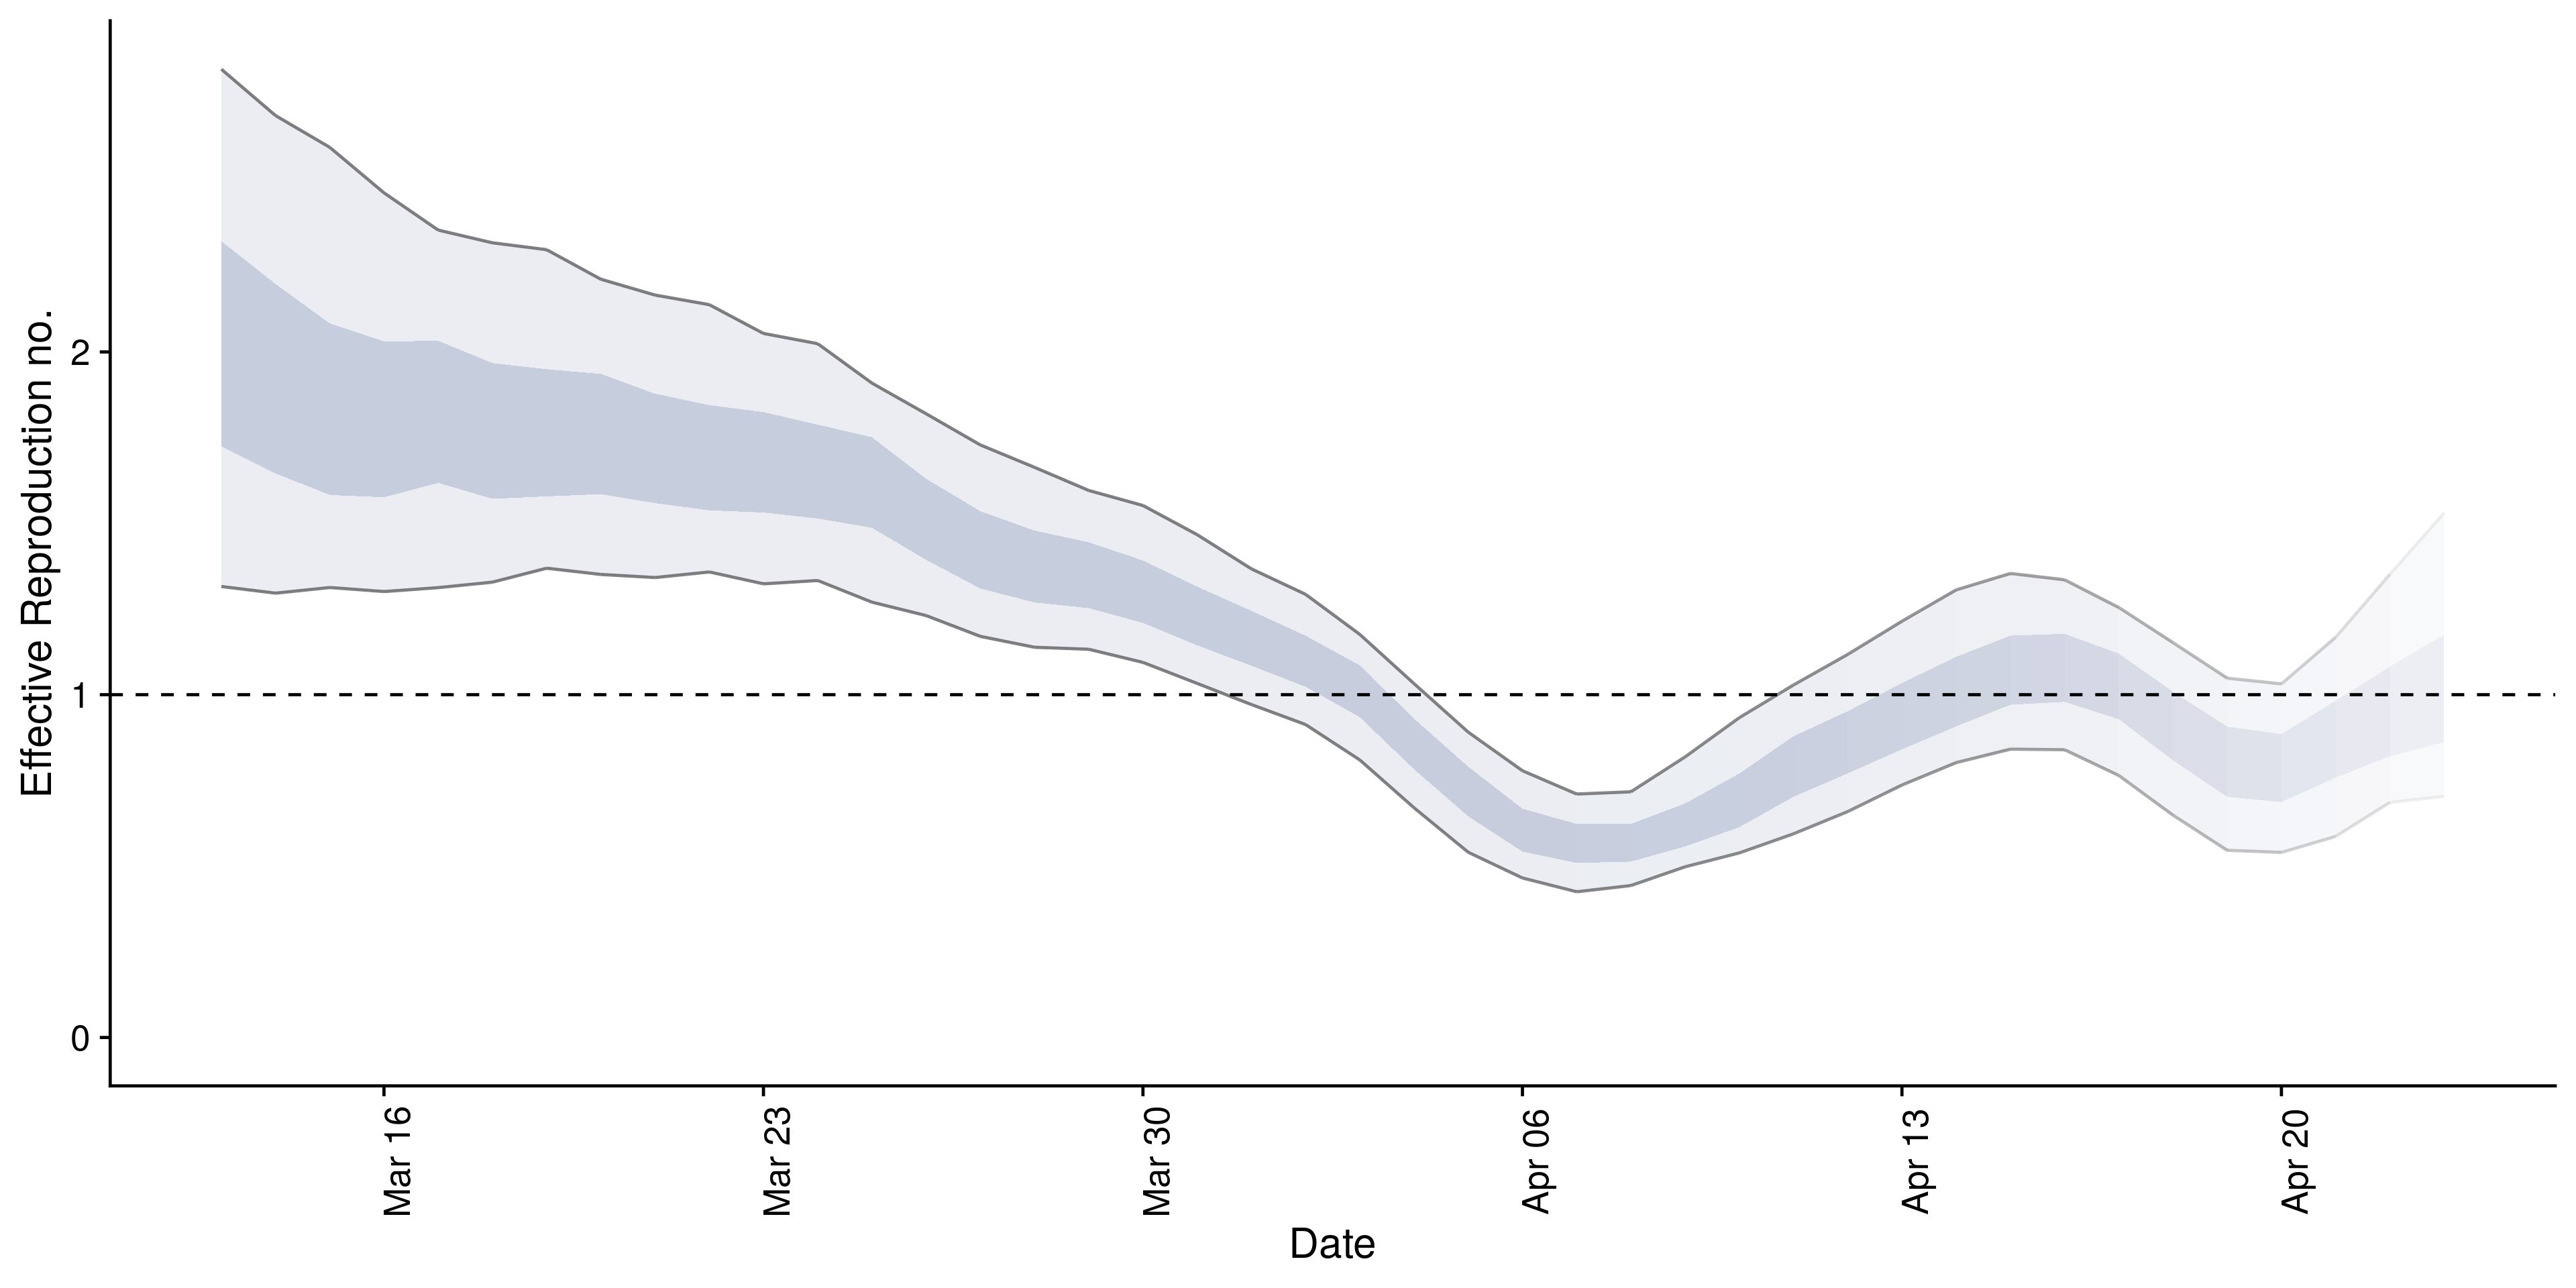 Effective Reproduction no.
2
1
0
Mar 16
Mar 23
Mar 30
Apr 06
Apr 13
Apr 20
Date